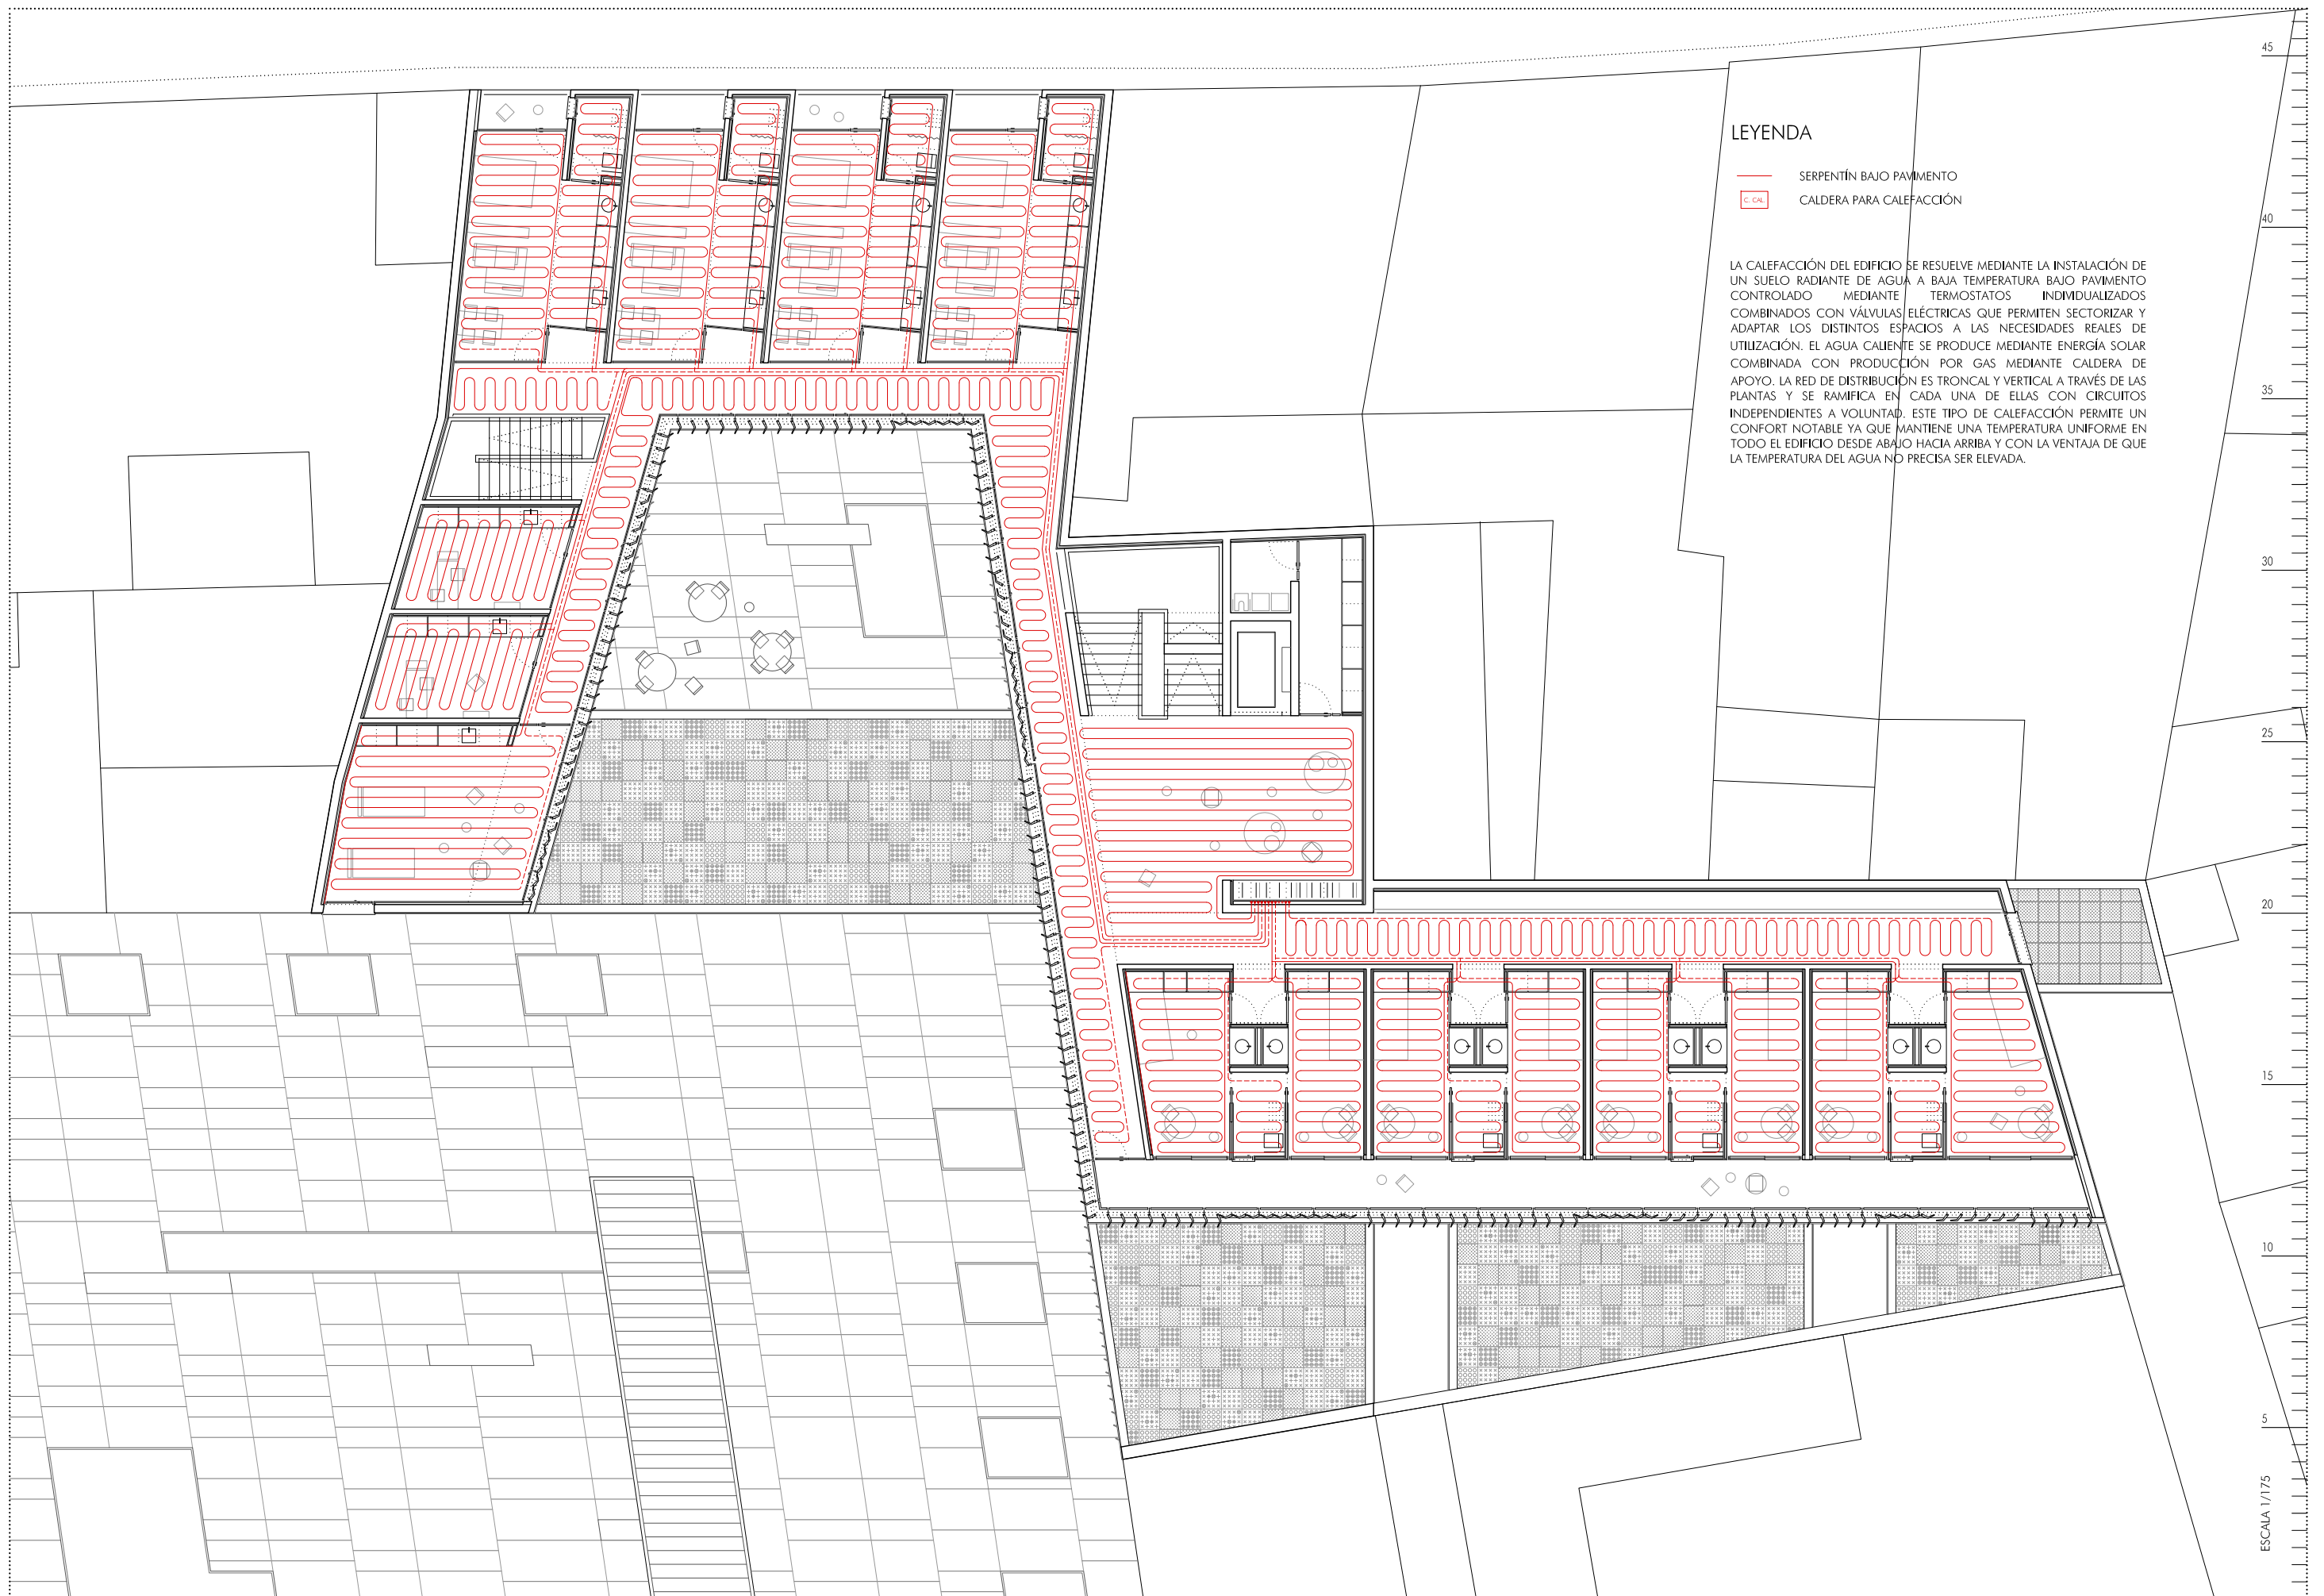 LEYENDA
SERPENTÍN BAJO PAVIMENTO
C. CAL.
CALDERA PARA CALEFACCIÓN
LA CALEFACCIÓN DEL EDIFICIO SE RESUELVE MEDIANTE LA INSTALACIÓN DE
UN SUELO RADIANTE DE AGUA A BAJA TEMPERATURA BAJO PAVIMENTO
CONTROLADO MEDIANTE TERMOSTATOS INDIVIDUALIZADOS
COMBINADOS CON VÁLVULAS ELÉCTRICAS QUE PERMITEN SECTORIZAR Y
ADAPTAR LOS DISTINTOS ESPACIOS A LAS NECESIDADES REALES DE
UTILIZACIÓN. EL AGUA CALIENTE SE PRODUCE MEDIANTE ENERGÍA SOLAR
COMBINADA CON PRODUCCIÓN POR GAS MEDIANTE CALDERA DE
APOYO. LA RED DE DISTRIBUCIÓN ES TRONCAL Y VERTICAL A TRAVÉS DE LAS
PLANTAS Y SE RAMIFICA EN CADA UNA DE ELLAS CON CIRCUITOS
INDEPENDIENTES A VOLUNTAD. ESTE TIPO DE CALEFACCIÓN PERMITE UN
CONFORT NOTABLE YA QUE MANTIENE UNA TEMPERATURA UNIFORME EN
TODO EL EDIFICIO DESDE ABAJO HACIA ARRIBA Y CON LA VENTAJA DE QUE
LA TEMPERATURA DEL AGUA NO PRECISA SER ELEVADA.
45
40
35
30
25
20
15
10
5
ESCALA 1/175